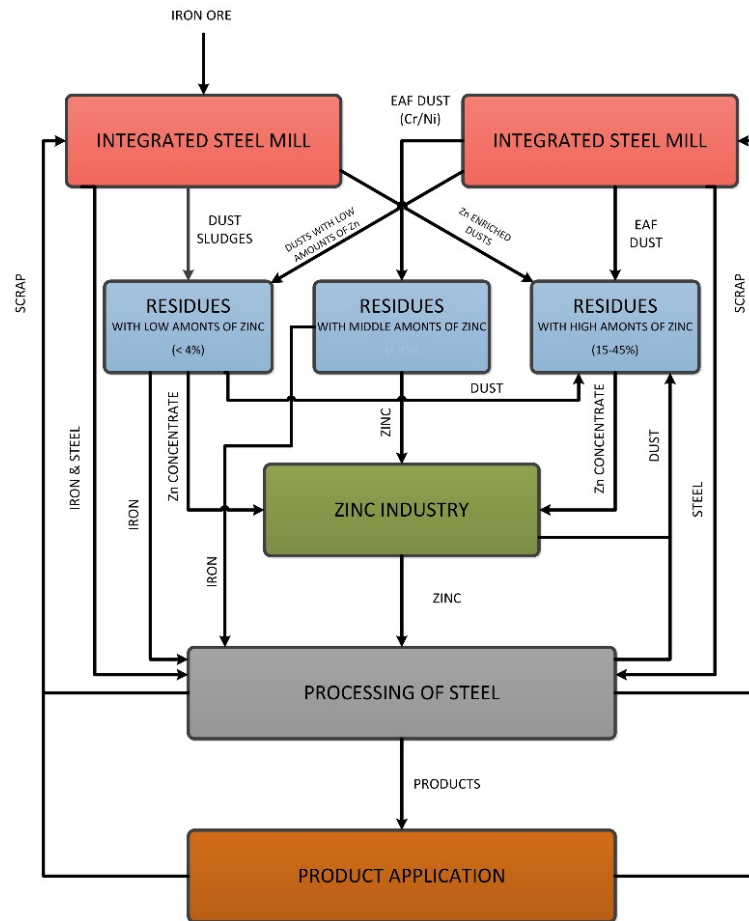 IRON ORE
INTEGRATED STEEL MILL
EAF DUST
(Cr/Ni)
INTEGRATED STEEL MILL
DUST
SLUDGES
DUSTS WITH LOW
AMOUNTS OF Zn
Zn ENRICHED
DUSTS
EAF
DUST
SCRAP
SCRAP
RESIDUES
WITH LOW AMONTS OF ZINC
(< 4%)
RESIDUES
WITH MIDDLE AMONTS OF ZINC
(< 4%)
RESIDUES
WITH HIGH AMONTS OF ZINC
(15-45%)
DUST
IRON & STEEL
IRON
Zn CONCENTRATE
IRON
ZINC
Zn CONCENTRATE
DUST
STEEL
ZINC INDUSTRY
ZINC
PROCESSING OF STEEL
PRODUCTS
PRODUCT APPLICATION